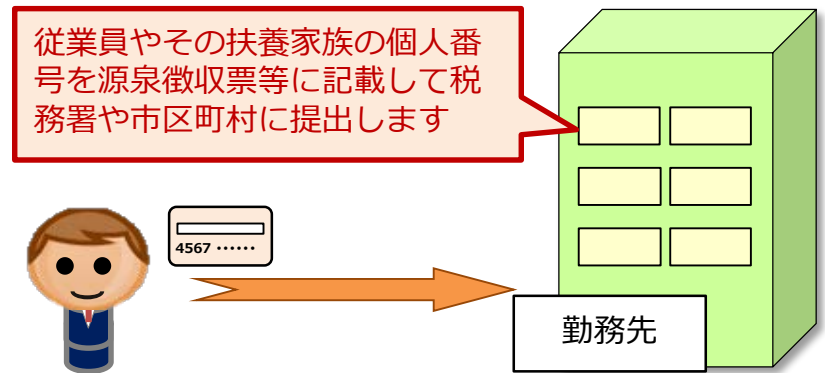 従業員やその扶養家族の個人番
号を源泉徴収票等に記載して税
務署や市区町村に提出します
4567 ……
勤務先